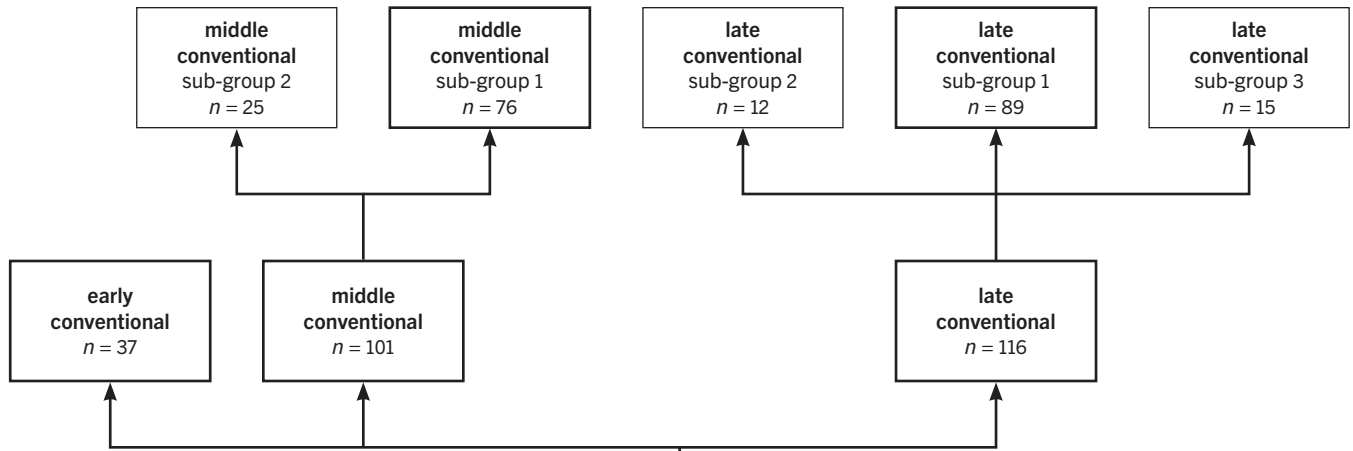 middle
conventional
sub-group 2
n = 25
middle
conventional
sub-group 1
n = 76
late
conventional
sub-group 2
n = 12
late
conventional
sub-group 1
n = 89
late
conventional
sub-group 3
n = 15
early
conventional
n = 37
middle
conventional
n = 101
late
conventional
n = 116